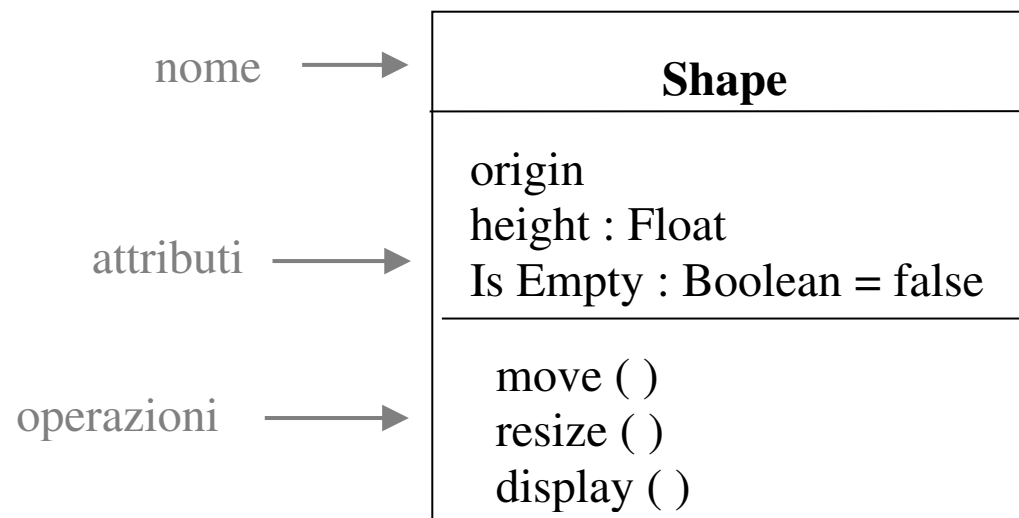 nome
Shape
origin
height : Float
attributi
Is Empty : Boolean = false
move ( )
operazioni
resize ( )
display ( )